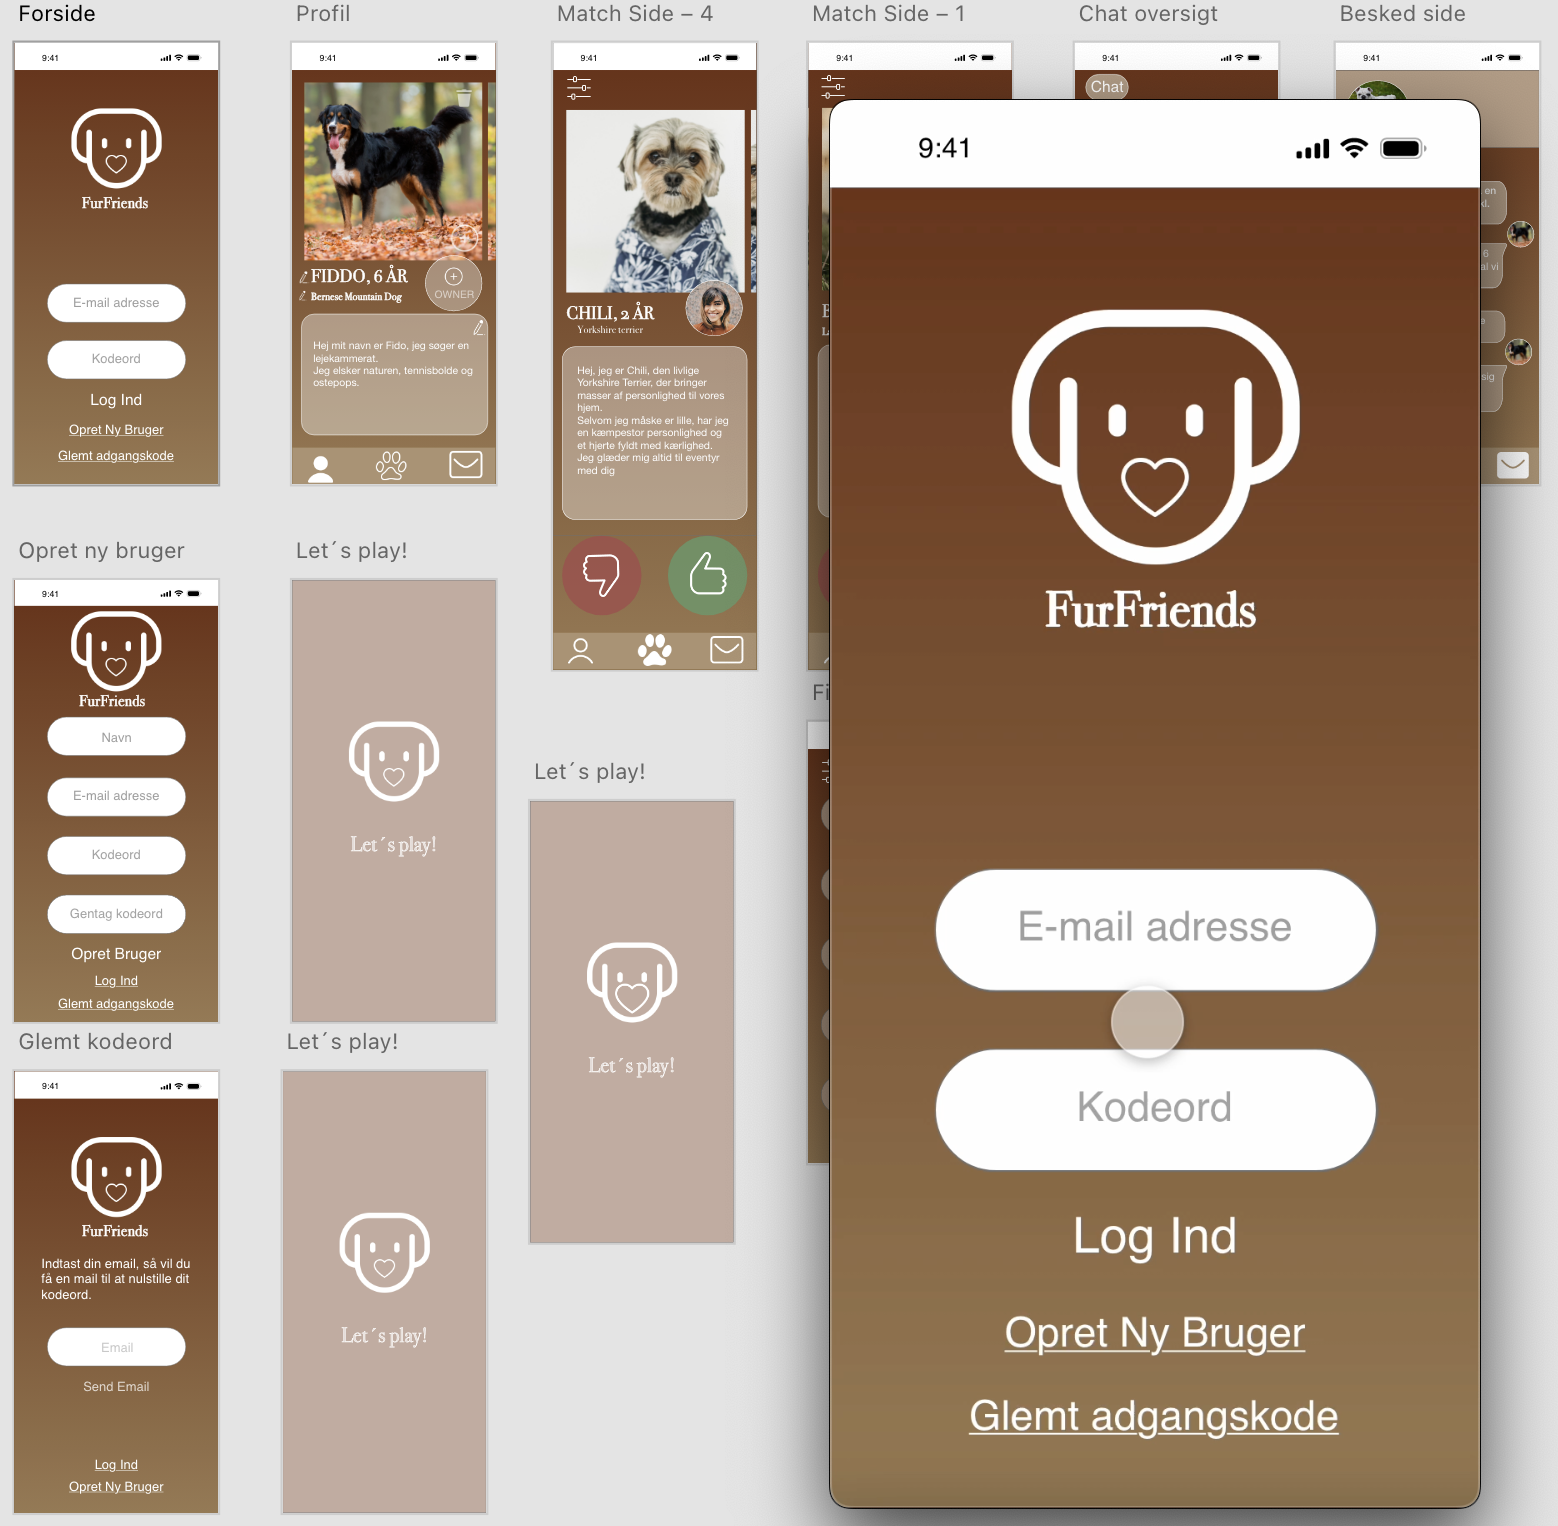 Forside
9:41
FurFriends
E-mail adresse
Kodeord
Log Ind
Opret Ny Bruger
Glemt adgangskode
Profil
9:41
FIDDO, 6 ÅR
Bernese Mountain Dog
OWNER
Hej mit navn er Fido, jeg søger en
lejekammerat.
Jeg elsker naturen, tennisbolde og
ostepops.
Match Side – 4
9:41
CHILI, 2 ÅR
Yorkshire terrier
Hej, jeg er Chili, den livlige
Yorkshire Terrier, der bringer
masser af personlighed til vores
hjem.
Selvom jeg måske er lille, har jeg
en kæmpestor personlighed og
et hjerte fyldt med kærlighed.
Jeg glæder mig altid til eventyr
med dig
Match Side – 1
9:41
Chat oversigt
9:41
Chat
Besked side
9:41
en
6
al vi
e
sig
Opret ny bruger
9:41
FurFriends
Navn
E-mail adresse
Kodeord
Gentag kodeord
Opret Bruger
Log Ind
Glemt adgangskode
Let´s play!
Let´s play!
Let´s play!
Let´s play!
Fi
Glemt kodeord
9:41
FurFriends
Indtast din email, så vil du
få en mail til at nulstille dit
kodeord.
Email
Send Email
Log Ind
Opret Ny Bruger
Let´s play!
Let´s play!
9:41
FurFriends
E-mail adresse
Kodeord
Log Ind
Opret Ny Bruger
Glemt adgangskode